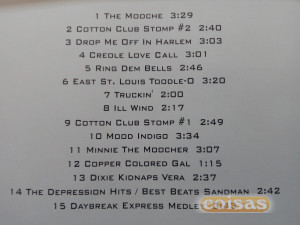 1 The Mooche 3:29
2 Cotton Club Stomp #2 2:40
3 Drop Me Off In Harlem 3:03
4 Creole Love Call 3:01
5 Ring Dem Bells 2:46
6 East St. Louis Toodle-O 3:20
7 Truckin' 2:00
8 Ill Wind 2:17
9 Cotton Club Stomp #1 2:49
10 Mood Indigo 3:34
11 Minnie The Moocher 3:07
12 Copper Colored Gal 1:15
13 Dixie Kidnaps Vera 2:37
14 The Depression Hits / Best Beats Sandman 2:42
15 Daybreak Express Medley
coisas